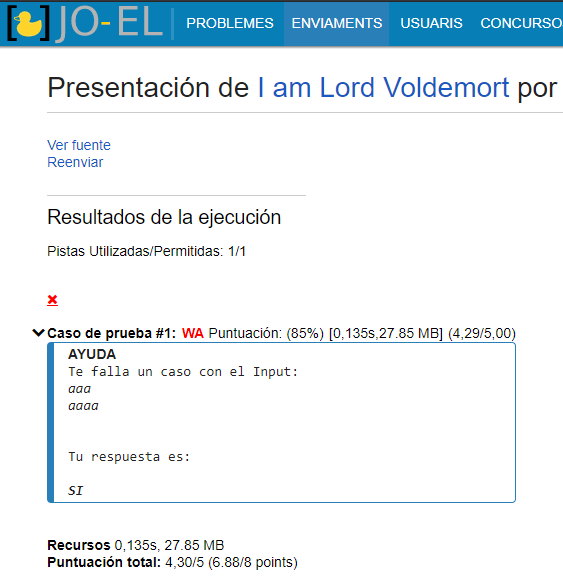 JO-EL PROBLEMES ENVIAMENTS USUARIS CONCURSO
Presentación de I am Lord Voldemort por
Ver fuente
Reenviar
Resultados de la ejecución
Pistas Utilizadas/Permitidas: 1/1
Caso de prueba #1: WA Puntuación: (85%) [0,135s,27.85 MB] (4,29/5,00)
AYUDA
Te falla un caso con el Input:
aaa
aaaa
Tu respuesta es:
SI
Recursos 0,135s, 27.85 MB
Puntuación total: 4,30/5 (6.88/8 points)